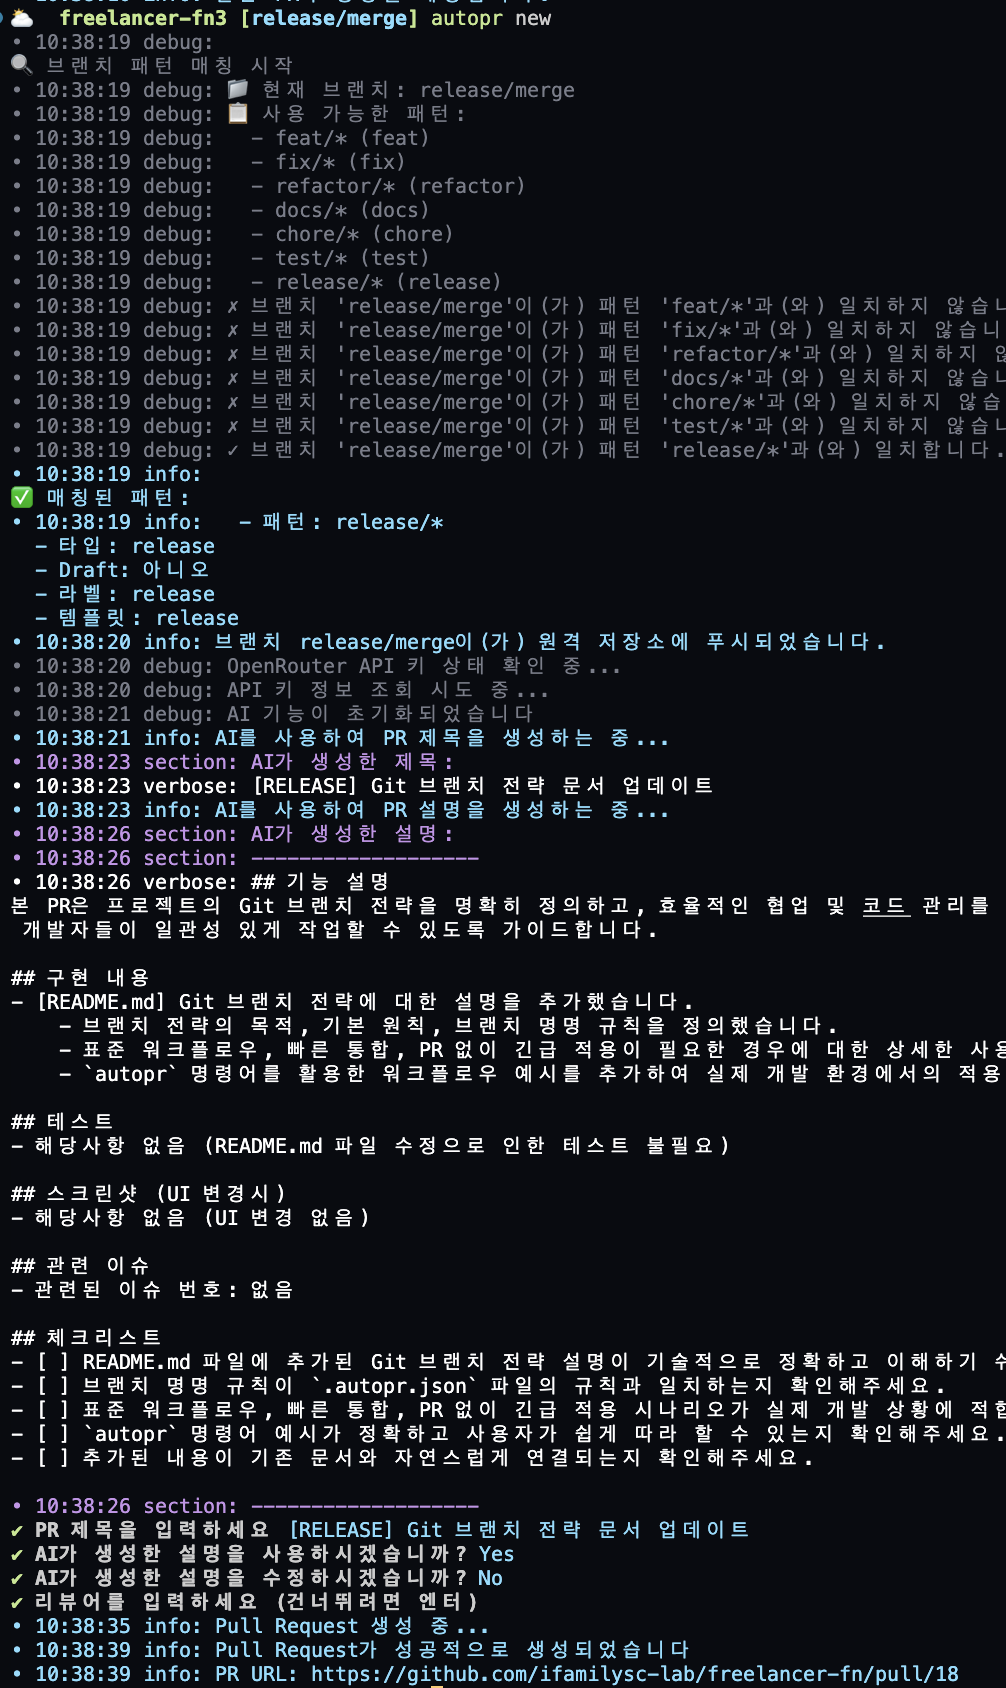 freelancer-fn3 [release/merge] autopr new
• 10:38:19 debug:
🔍 브랜치 패턴 매칭 시작
• 10:38:19 debug: 📁 현재 브랜치: release/merge
• 10:38:19 debug: 📋 사용 가능한 패턴:
• 10:38:19 debug:   - feat/* (feat)
• 10:38:19 debug:   - fix/* (fix)
• 10:38:19 debug:   - refactor/* (refactor)
• 10:38:19 debug:   - docs/* (docs)
• 10:38:19 debug:   - chore/* (chore)
• 10:38:19 debug:   - test/* (test)
• 10:38:19 debug:   - release/* (release)
• 10:38:19 debug: ✗ 브랜치 'release/merge'이(가) 패턴 'feat/*'과(와) 일치하지 않습니
• 10:38:19 debug: ✗ 브랜치 'release/merge'이(가) 패턴 'fix/*'과(와) 일치하지 않습니
• 10:38:19 debug: ✗ 브랜치 'release/merge'이(가) 패턴 'refactor/*'과(와) 일치하지 않
• 10:38:19 debug: ✗ 브랜치 'release/merge'이(가) 패턴 'docs/*'과(와) 일치하지 않습니
• 10:38:19 debug: ✗ 브랜치 'release/merge'이(가) 패턴 'chore/*'과(와) 일치하지 않습
• 10:38:19 debug: ✗ 브랜치 'release/merge'이(가) 패턴 'test/*'과(와) 일치하지 않습니
• 10:38:19 debug: ✓ 브랜치 'release/merge'이(가) 패턴 'release/*'과(와) 일치합니다.
• 10:38:19 info:
✅ 매칭된 패턴:
• 10:38:19 info:   - 패턴: release/*
  - 타입: release
  - Draft: 아니오
  - 라벨: release
  - 템플릿: release
• 10:38:20 info: 브랜치 release/merge이(가) 원격 저장소에 푸시되었습니다.
• 10:38:20 debug: OpenRouter API 키 상태 확인 중...
• 10:38:20 debug: API 키 정보 조회 시도 중...
• 10:38:21 debug: AI 기능이 초기화되었습니다
• 10:38:21 info: AI를 사용하여 PR 제목을 생성하는 중...
• 10:38:23 section: AI가 생성한 제목:
• 10:38:23 verbose: [RELEASE] Git 브랜치 전략 문서 업데이트
• 10:38:23 info: AI를 사용하여 PR 설명을 생성하는 중...
• 10:38:26 section: AI가 생성한 설명:
• 10:38:26 section: -------------------
• 10:38:26 verbose: ## 기능 설명
본 PR은 프로젝트의 Git 브랜치 전략을 명확히 정의하고, 효율적인 협업 및 코드 관리를
개발자들이 일관성 있게 작업할 수 있도록 가이드합니다.

## 구현 내용
- [README.md] Git 브랜치 전략에 대한 설명을 추가했습니다.
    - 브랜치 전략의 목적, 기본 원칙, 브랜치 명명 규칙을 정의했습니다.
    - 표준 워크플로우, 빠른 통합, PR 없이 긴급 적용이 필요한 경우에 대한 상세한 사용
    - `autopr` 명령어를 활용한 워크플로우 예시를 추가하여 실제 개발 환경에서의 적용

## 테스트
- 해당사항 없음 (README.md 파일 수정으로 인한 테스트 불필요)

## 스크린샷 (UI 변경시)
- 해당사항 없음 (UI 변경 없음)

## 관련 이슈
- 관련된 이슈 번호: 없음

## 체크리스트
- [ ] README.md 파일에 추가된 Git 브랜치 전략 설명이 기술적으로 정확하고 이해하기 수
- [ ] 브랜치 명명 규칙이 `.autopr.json` 파일의 규칙과 일치하는지 확인해주세요.
- [ ] 표준 워크플로우, 빠른 통합, PR 없이 긴급 적용 시나리오가 실제 개발 상황에 적합
- [ ] `autopr` 명령어 예시가 정확하고 사용자가 쉽게 따라 할 수 있는지 확인해주세요.
- [ ] 추가된 내용이 기존 문서와 자연스럽게 연결되는지 확인해주세요.

• 10:38:26 section: -------------------
✔ PR 제목을 입력하세요 [RELEASE] Git 브랜치 전략 문서 업데이트
✔ AI가 생성한 설명을 사용하시겠습니까? Yes
✔ AI가 생성한 설명을 수정하시겠습니까? No
✔ 리뷰어를 입력하세요 (건너뛰려면 엔터)
• 10:38:35 info: Pull Request 생성 중...
• 10:38:39 info: Pull Request가 성공적으로 생성되었습니다
• 10:38:39 info: PR URL: https://github.com/ifamilysc-lab/freelancer-fn/pull/18